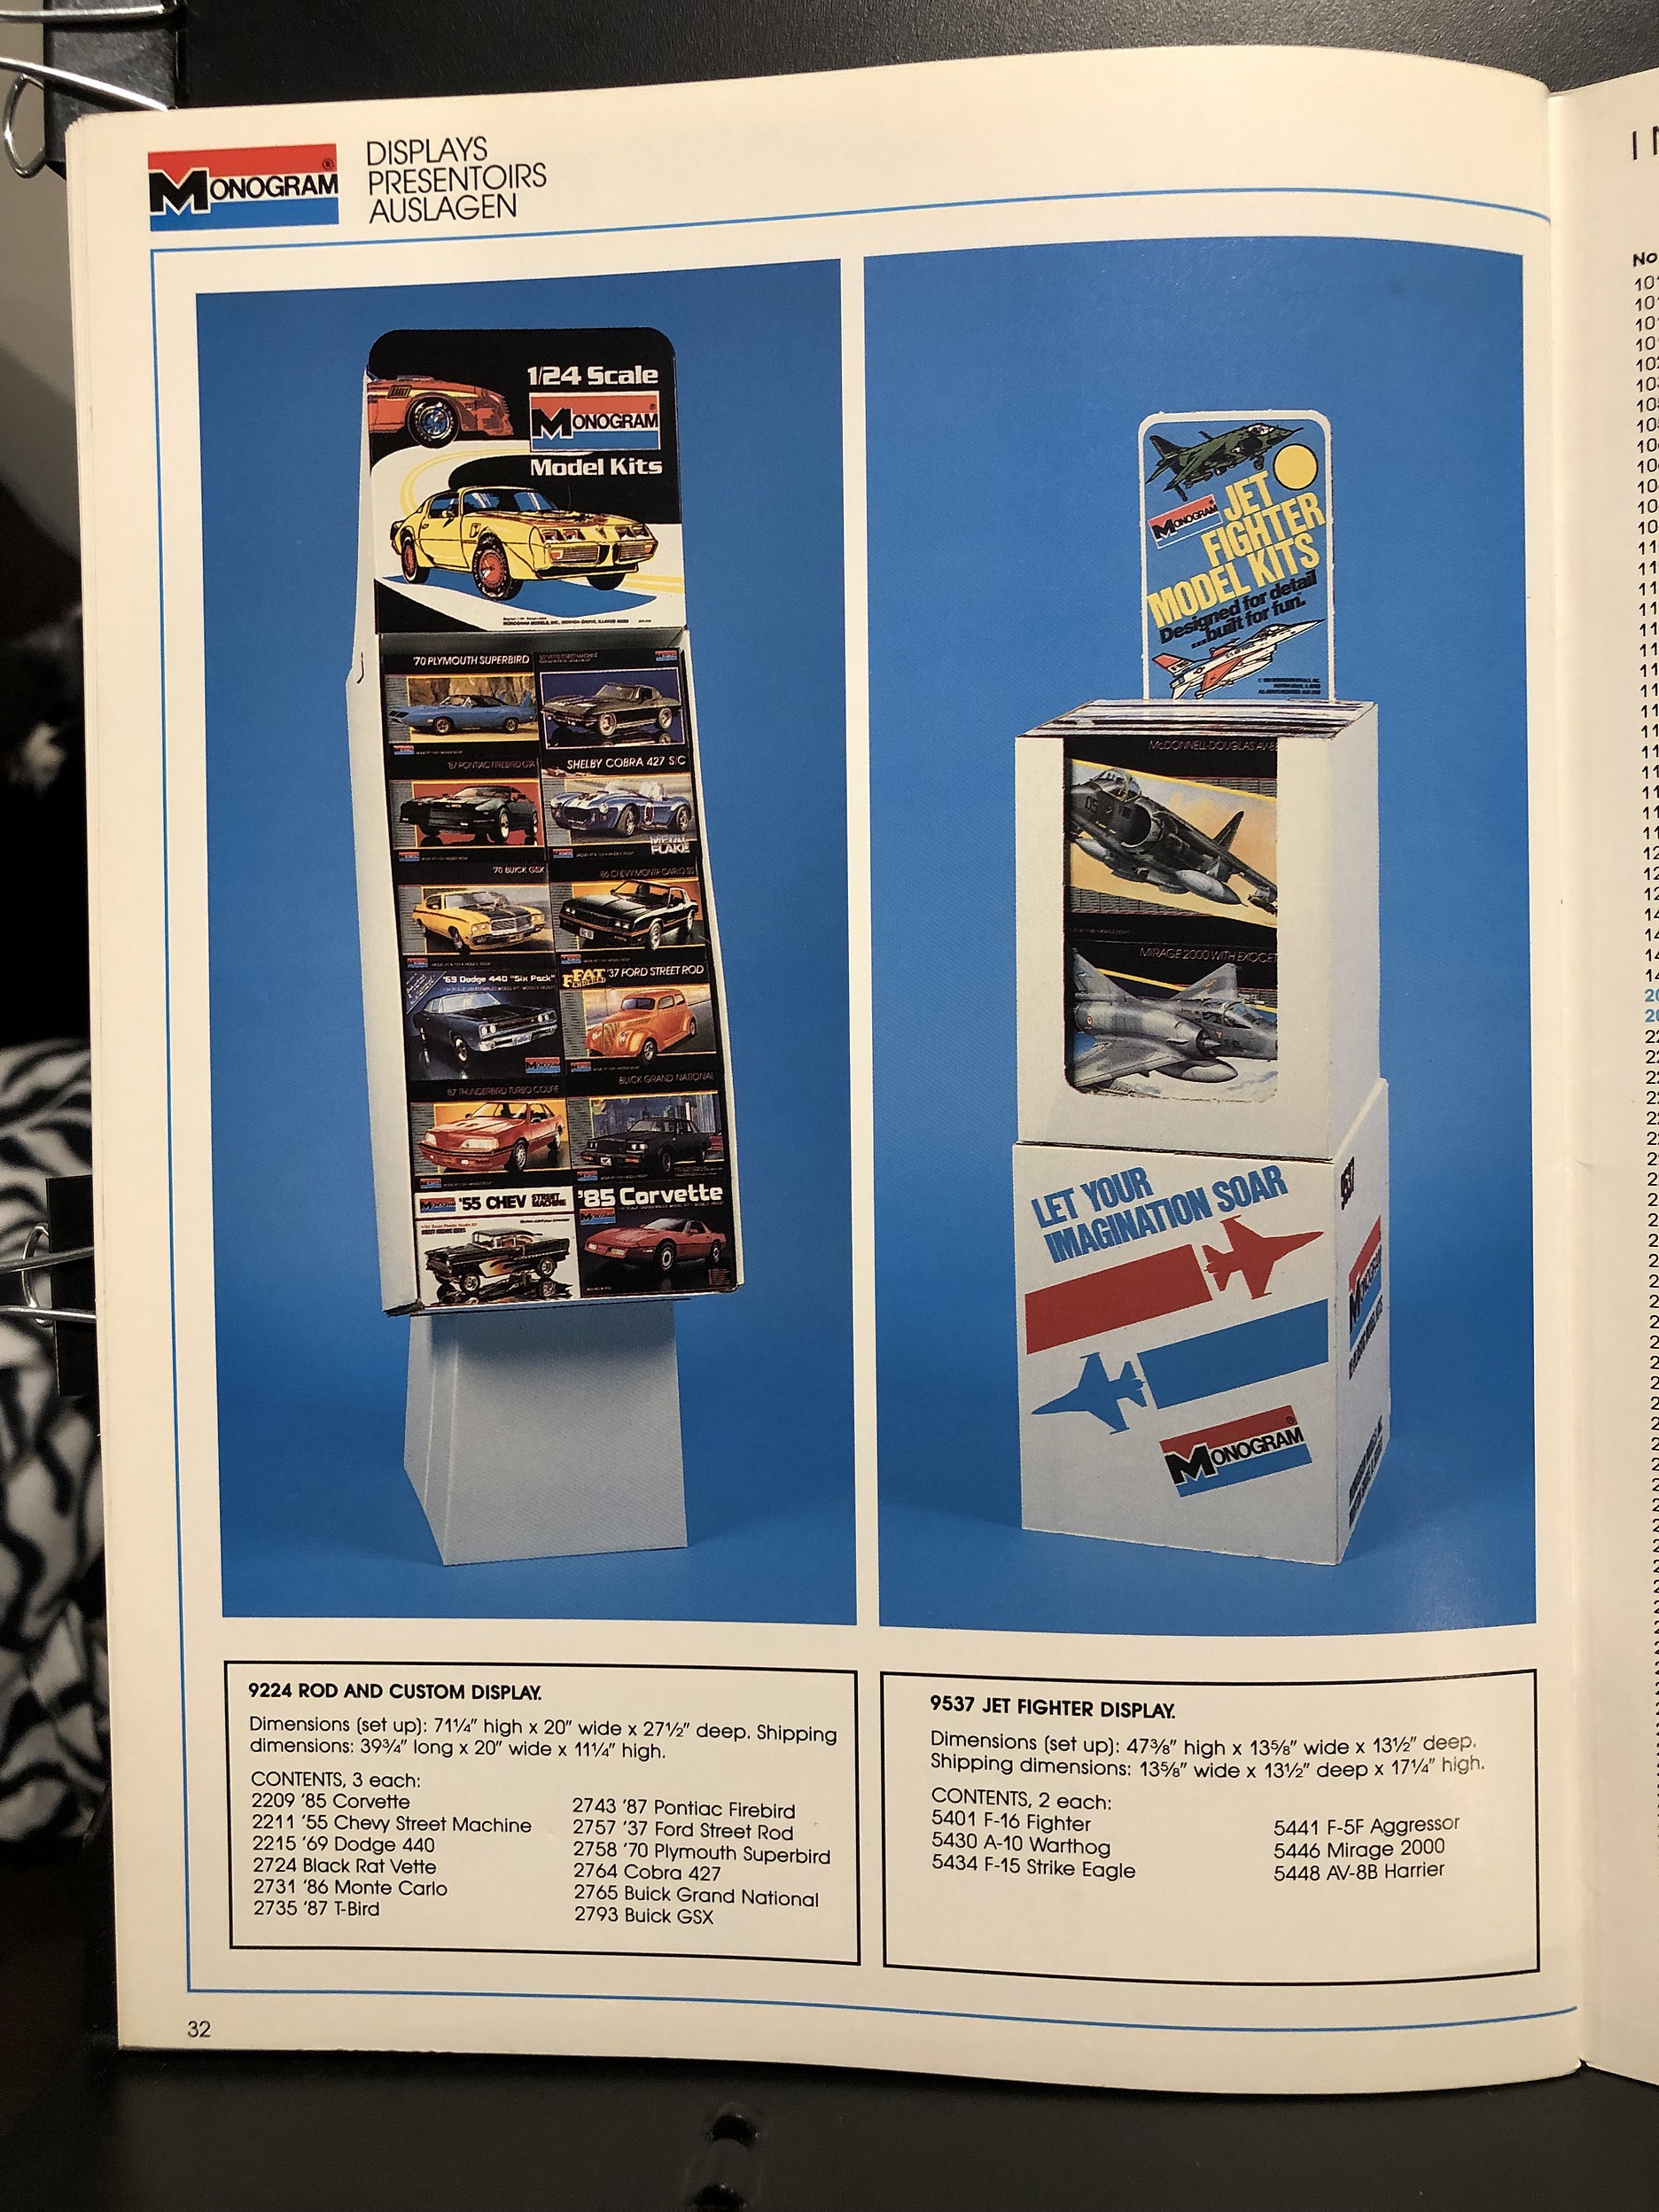 MONOGRAM®
DISPLAYS
PRESENTOIRS
AUSLAGEN
1/24 Scale
MONOGRAM
Model Kits
'70 PLYMOUTH SUPERBIRD
'87 PONTIAC FIREBIRD GTA
SHELBY COBRA 427 S/C
METAL FLAKE
'70 BUICK GSX
'86 CHEVY MONTE CARLO SS
'69 Dodge 440 "Six Pack"
FAT FENDERED
'37 FORD STREET ROD
'87 THUNDERBIRD TURBO COUPE
BUICK GRAND NATIONAL
MONOGRAM '55 CHEV STREET MACHINE
'85 Corvette
MONOGRAM
JET
FIGHTER
MODEL KITS
Designed for detail
...built for fun.
McDONNELL-DOUGLAS AV-8B
MIRAGE 2000 WITH EXOCET
LET YOUR
IMAGINATION SOAR
MONOGRAM®
9537
MONOGRAM
9224 ROD AND CUSTOM DISPLAY.
Dimensions (set up): 71¼" high x 20" wide x 27½" deep. Shipping
dimensions: 39¾" long x 20" wide x 11¼" high.
CONTENTS, 3 each:
2209 '85 Corvette
2211 '55 Chevy Street Machine
2215 '69 Dodge 440
2724 Black Rat Vette
2731 '86 Monte Carlo
2735 '87 T-Bird
2743 '87 Pontiac Firebird
2757 '37 Ford Street Rod
2758 '70 Plymouth Superbird
2764 Cobra 427
2765 Buick Grand National
2793 Buick GSX
9537 JET FIGHTER DISPLAY.
Dimensions (set up): 47⅜" high x 13⅝" wide x 13½" deep.
Shipping dimensions: 13⅝" wide x 13½" deep x 17¼" high.
CONTENTS, 2 each:
5401 F-16 Fighter
5430 A-10 Warthog
5434 F-15 Strike Eagle
5441 F-5F Aggressor
5446 Mirage 2000
5448 AV-8B Harrier
32